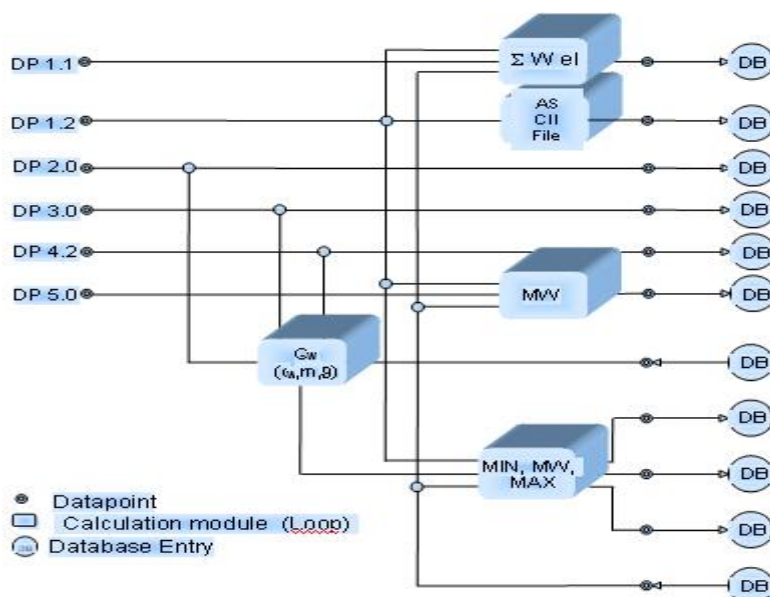 DP 1.1
Σ W el
DB
DP 1.2
AS
CII
File
DB
DP 2.0
DB
DP 3.0
DB
DP 4.2
DB
DP 5.0
MW
DB
Gw
DB
DB
MIN, MW,
MAX
DB
Datapoint
Calculation module (Loop)
DB
Database Entry
DB